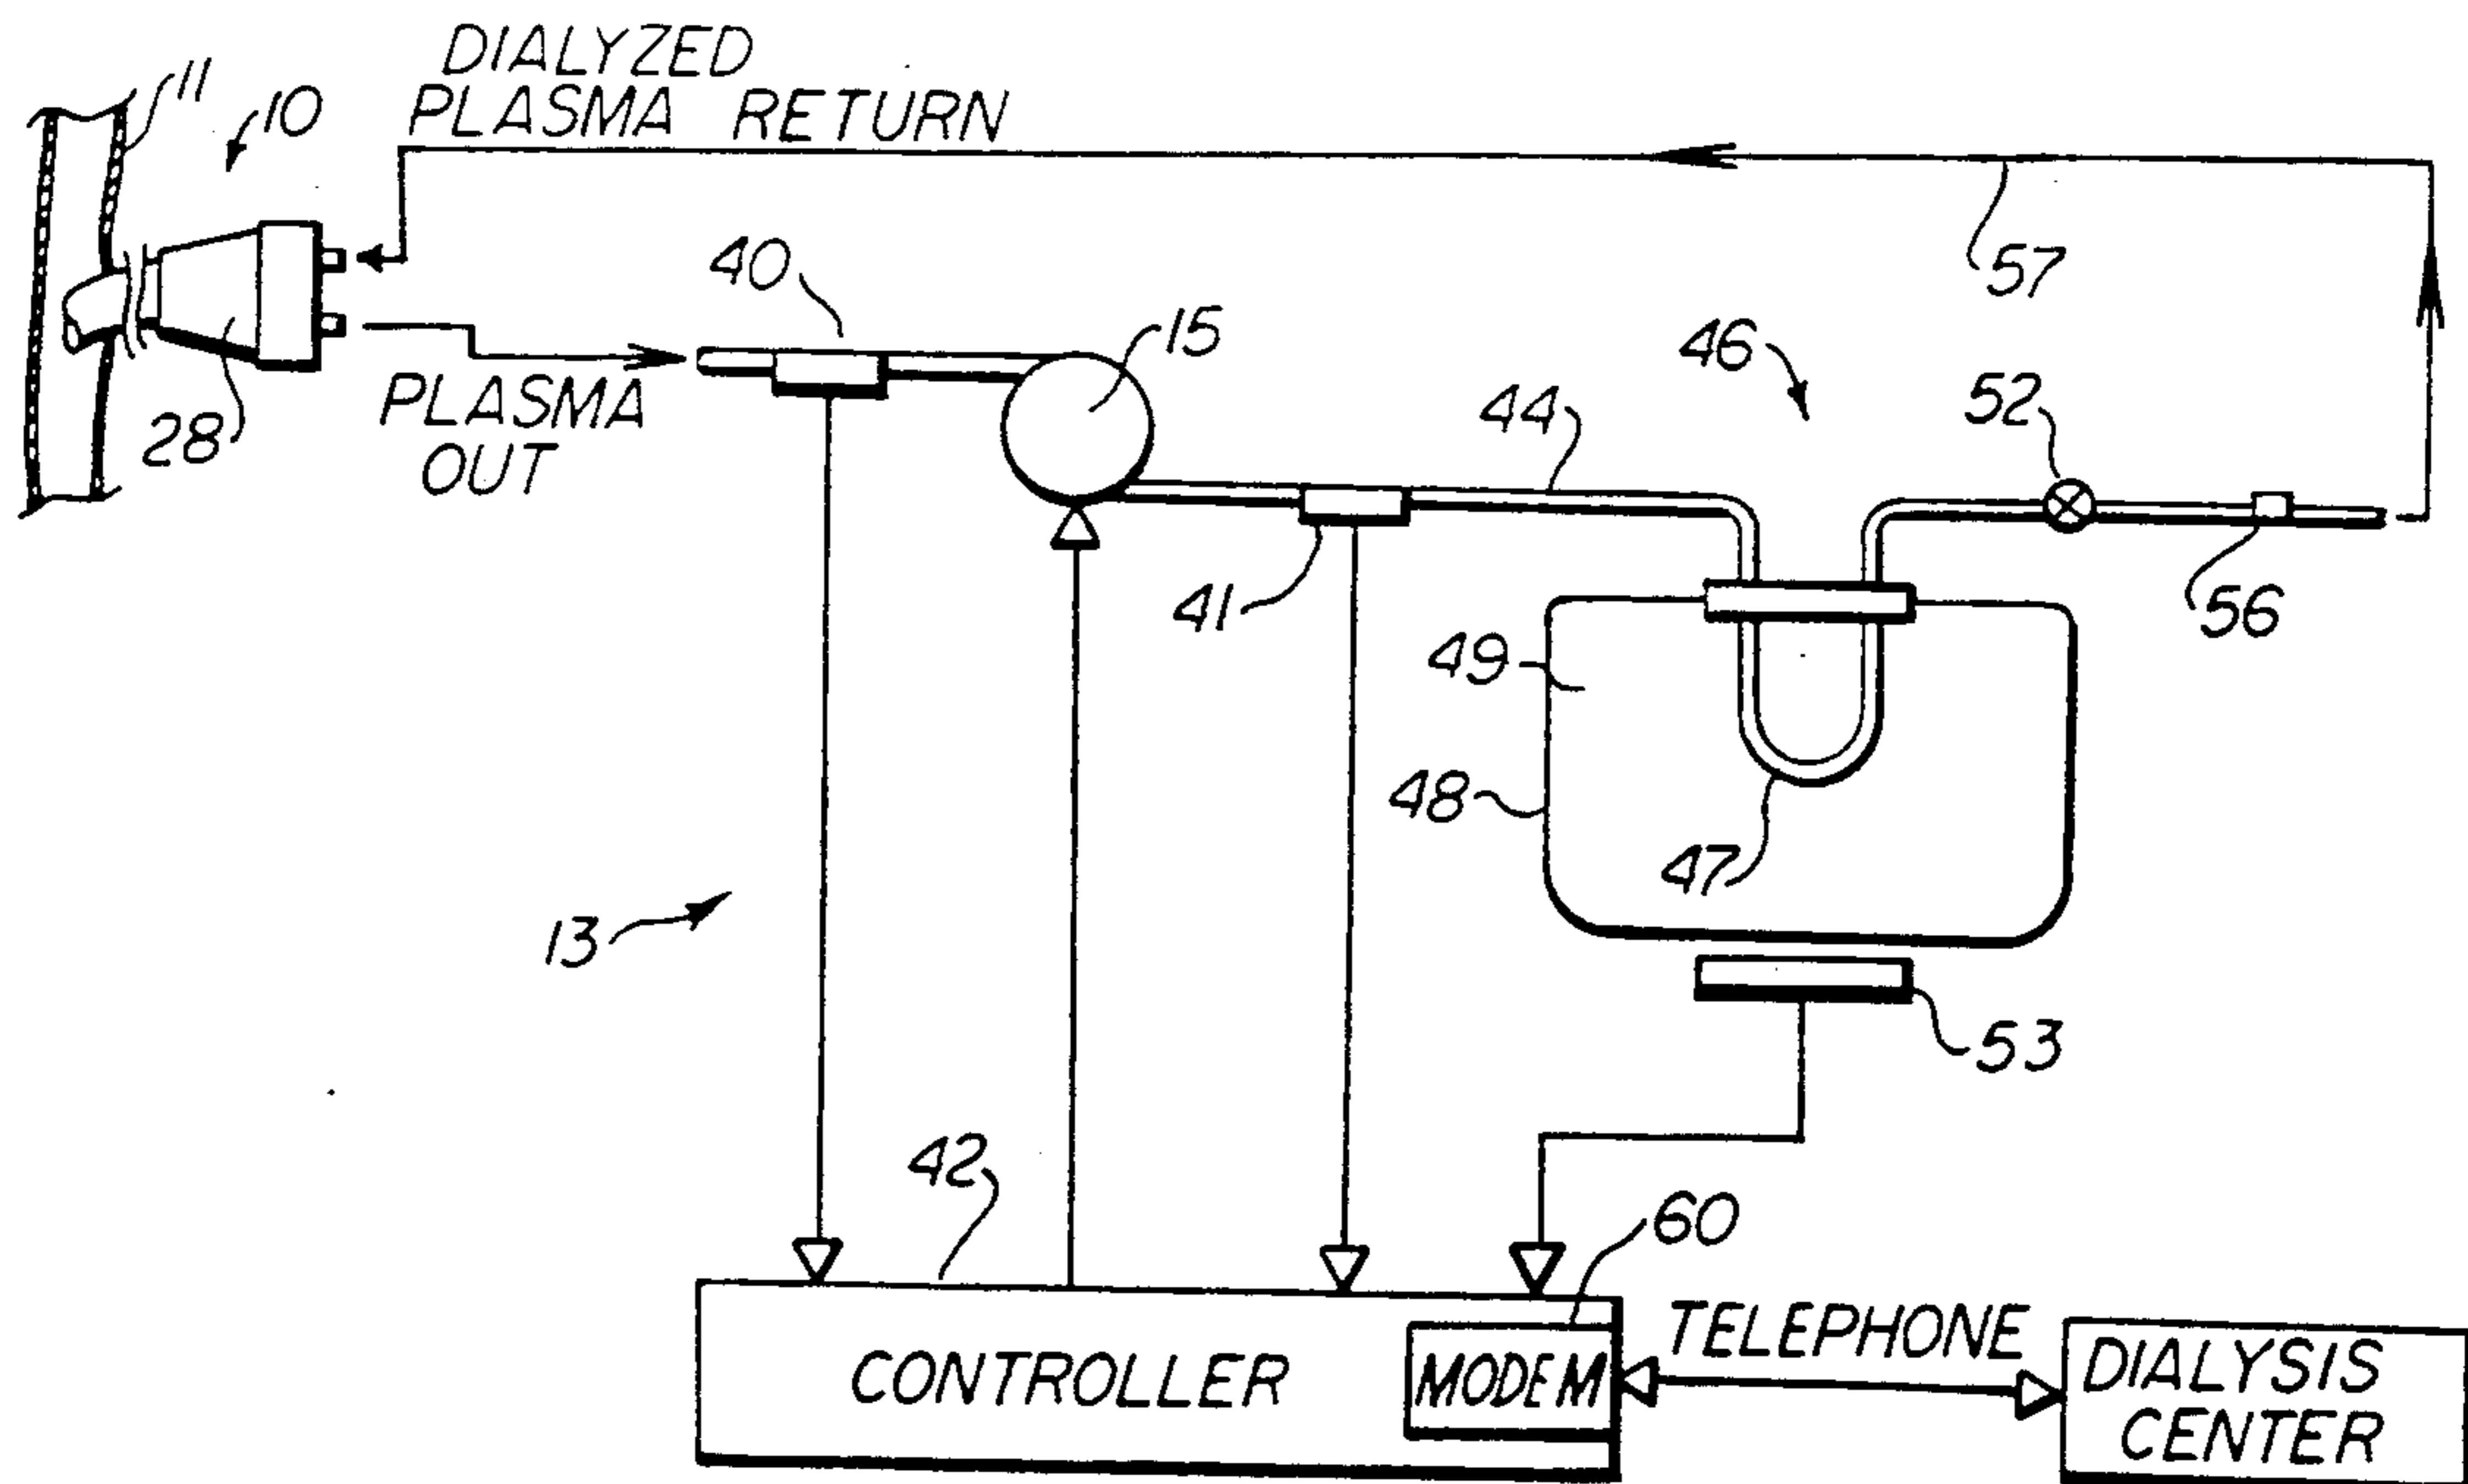 DIALYZED
PLASMA RETURN
11
10
57
40
15
46
52
44
PLASMA
OUT
28
41
56
49
48
47
13
53
42
60
CONTROLLER
MODEM
TELEPHONE
DIALYSIS
CENTER